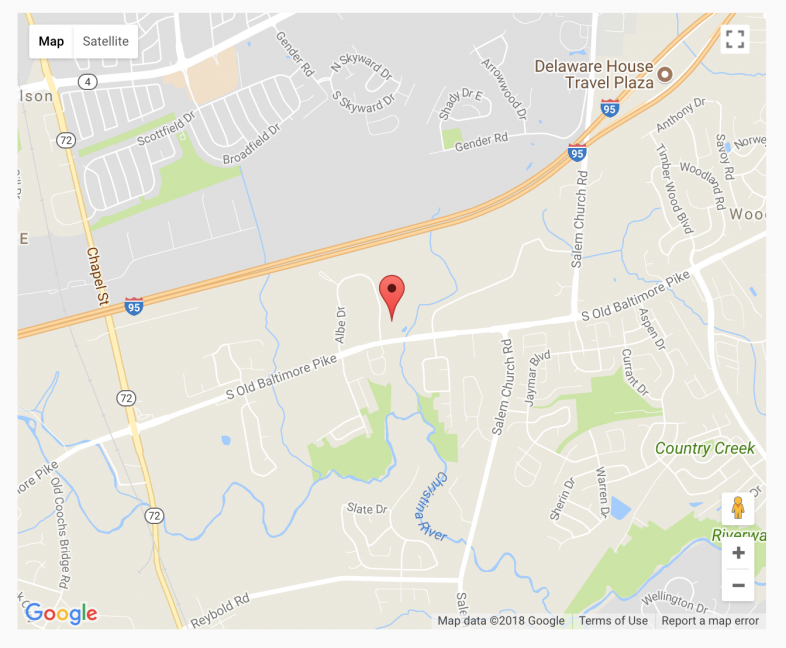 Map
Satellite
Gender Rd
N Skyward Dr
S Skyward Dr
Arrowwood Dr
Shady Dr E
Gender Rd
Delaware House
Travel Plaza
95
95
Anthony Dr
Savoy Rd
Norwe
Woodland Rd
Timber Wood Blvd
Woo
4
lson
72
Scottfield Dr
Broadfield Dr
E
Chapel St
95
Salem Church Rd
S Old Baltimore Pike
Albe Dr
S Old Baltimore Pike
Aspen Dr
Currant Dr
Jaymar Blvd
Salem Church Rd
72
Country Creek
ore Pike
Old Coochs Bridge Rd
72
Slate Dr
Christina River
Sherin Dr
Warren Dr
Dr
Riverwa
Reybold Rd
Sale
Wellington Dr
Google
Map data ©2018 Google
Terms of Use
Report a map error